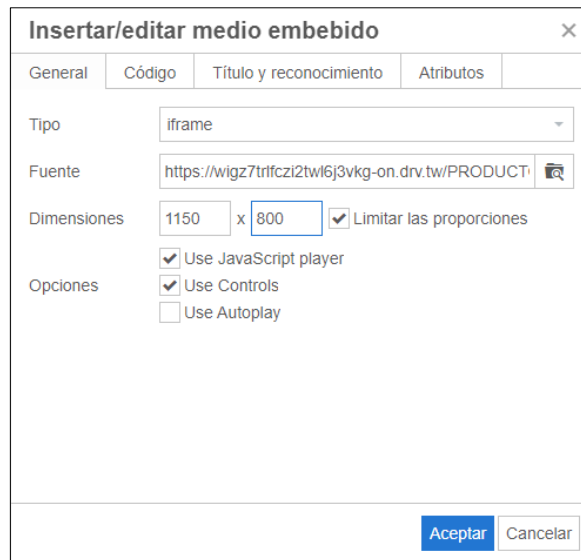 Insertar/editar medio embebido ×
General Código Título y reconocimiento Atributos
Tipo iframe
Fuente https://wigz7trlfczi2twl6j3vkg-on.drv.tw/PRODUCT
Dimensiones 1150 x 800 Limitar las proporciones
Use JavaScript player
Opciones Use Controls
Use Autoplay
Aceptar Cancelar